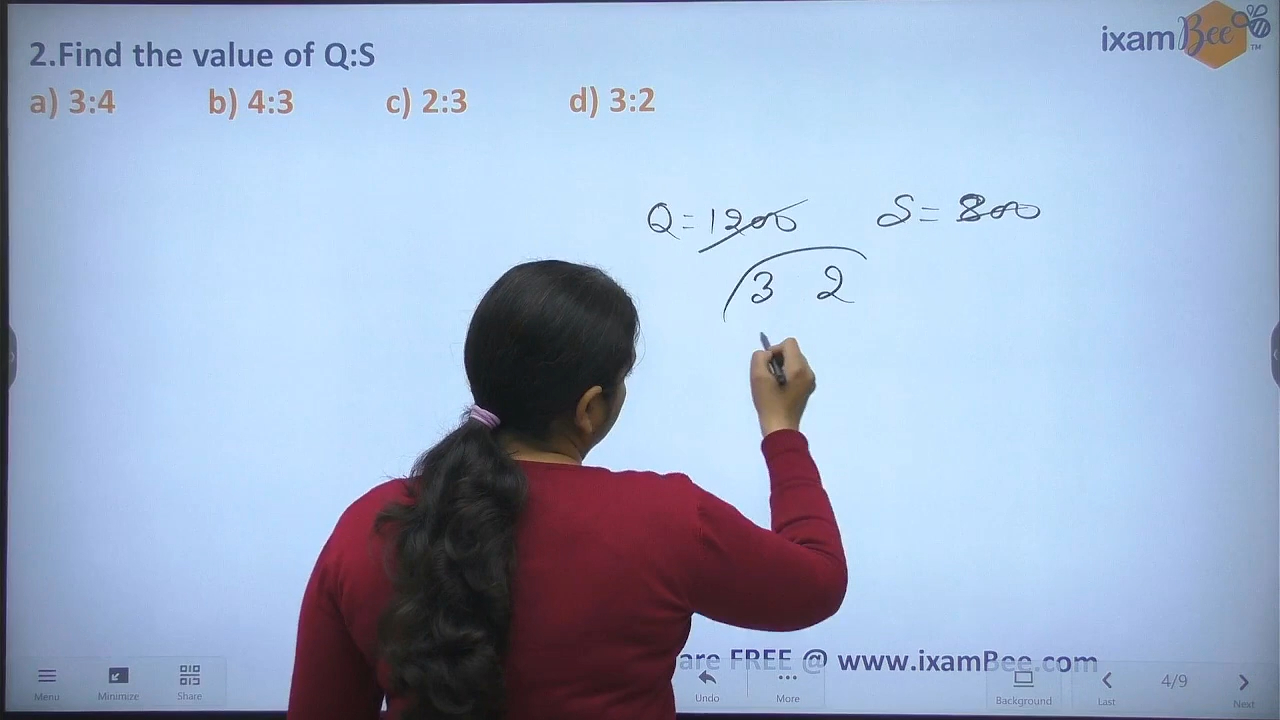 ixamBee™
2.Find the value of Q:S
a) 3:4 b) 4:3 c) 2:3 d) 3:2
Q=1200 S=800
3 2
are FREE @ www.ixamBee.com
Menu Minimize Share Undo More Background Last 4/9 Next